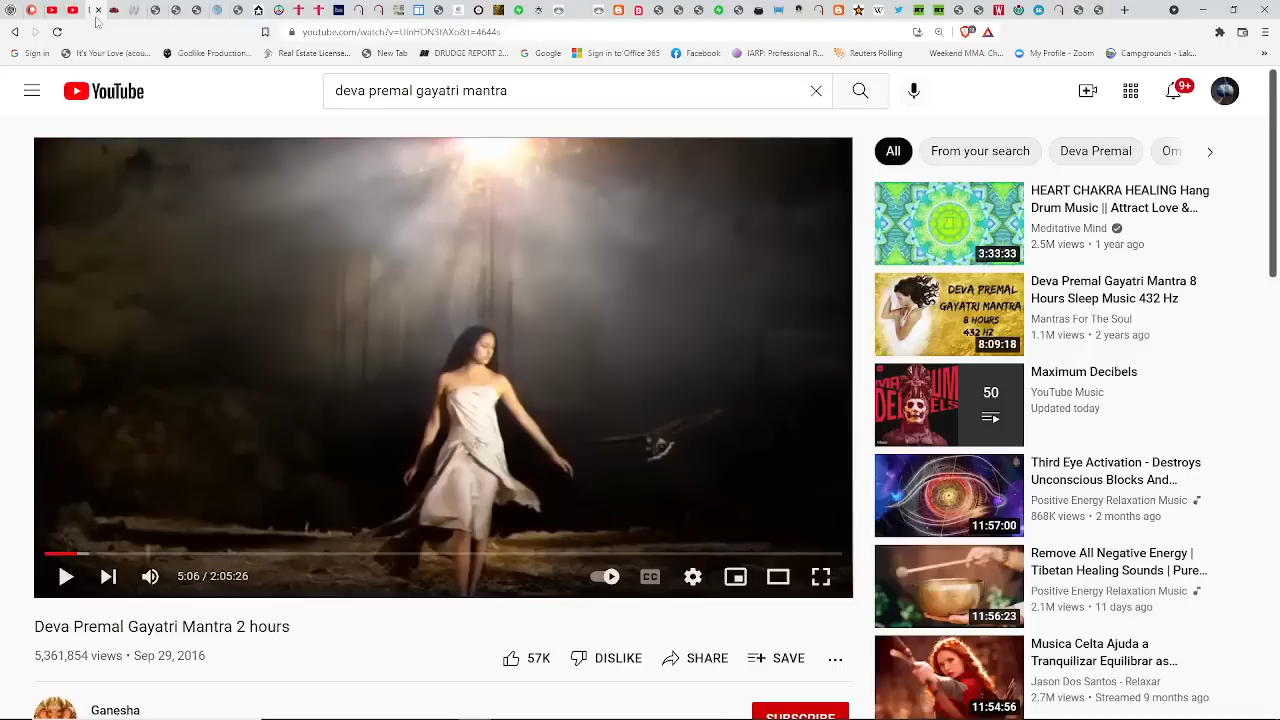 youtube.com/watch?v=UInHON3IAXo&t=4644s
Sign in
It's Your Love (acou...
Godlike Productio...
Real Estate License...
New Tab
DRUDGE REPORT 2...
Google
Sign in to Office 365
Facebook
IARP: Professional R...
Reuters Polling
Weekend MMA: Ch...
My Profile - Zoom
Campgrounds - Lak...
YouTube
deva premal gayatri mantra
9+
All
From your search
Deva Premal
Om
HEART CHAKRA HEALING Hang
Drum Music || Attract Love &...
Meditative Mind
2.5M views • 1 year ago
3:33:33
DEVA PREMAL
GAYATRI MANTRA
8 HOURS
432 HZ
8:09:18
Deva Premal Gayatri Mantra 8
Hours Sleep Music 432 Hz
Mantras For The Soul
1.1M views • 2 years ago
50
Maximum Decibels
YouTube Music
Updated today
Third Eye Activation - Destroys
Unconscious Blocks And...
Positive Energy Relaxation Music
868K views • 2 months ago
11:57:00
Remove All Negative Energy |
Tibetan Healing Sounds | Pure...
Positive Energy Relaxation Music
2.1M views • 11 days ago
11:56:23
Musica Celta Ajuda a
Tranquilizar Equilibrar as...
Jason Dos Santos - Relaxar
2.7M views • Streamed 9 months ago
11:54:56
5:06 / 2:05:26
CC
Deva Premal Gayatri Mantra 2 hours
5,361,854 views • Sep 29, 2016
57K
DISLIKE
SHARE
SAVE
Ganesha
SUBSCRIBE